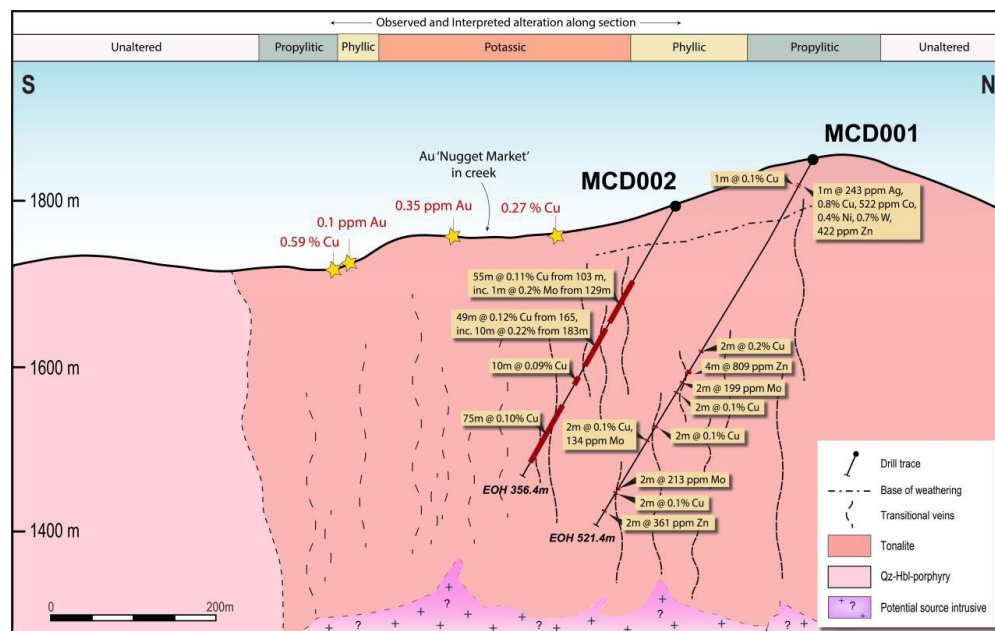 Observed and Interpreted alteration along section
Unaltered
Propylitic
Phyllic
Potassic
Phyllic
Propylitic
Unaltered
S
N
MCD001
MCD002
Au 'Nugget Market'
in creek
1800 m
1600 m
1400 m
0.59 % Cu
0.1 ppm Au
0.35 ppm Au
0.27 % Cu
1m @ 0.1% Cu
1m @ 243 ppm Ag,
0.8% Cu, 522 ppm Co,
0.4% Ni, 0.7% W,
422 ppm Zn
55m @ 0.11% Cu from 103 m,
inc. 1m @ 0.2% Mo from 129m
49m @ 0.12% Cu from 165,
inc. 10m @ 0.22% from 183m
10m @ 0.09% Cu
75m @ 0.10% Cu
2m @ 0.2% Cu
4m @ 809 ppm Zn
2m @ 199 ppm Mo
2m @ 0.1% Cu
2m @ 0.1% Cu,
134 ppm Mo
2m @ 0.1% Cu
2m @ 213 ppm Mo
2m @ 0.1% Cu
2m @ 361 ppm Zn
EOH 356.4m
EOH 521.4m
0
200m
+ ? + + ? + + + ? + + ? +
Drill trace
Base of weathering
Transitional veins
Tonalite
Qz-Hbl-porphyry
+ ? +
Potential source intrusive